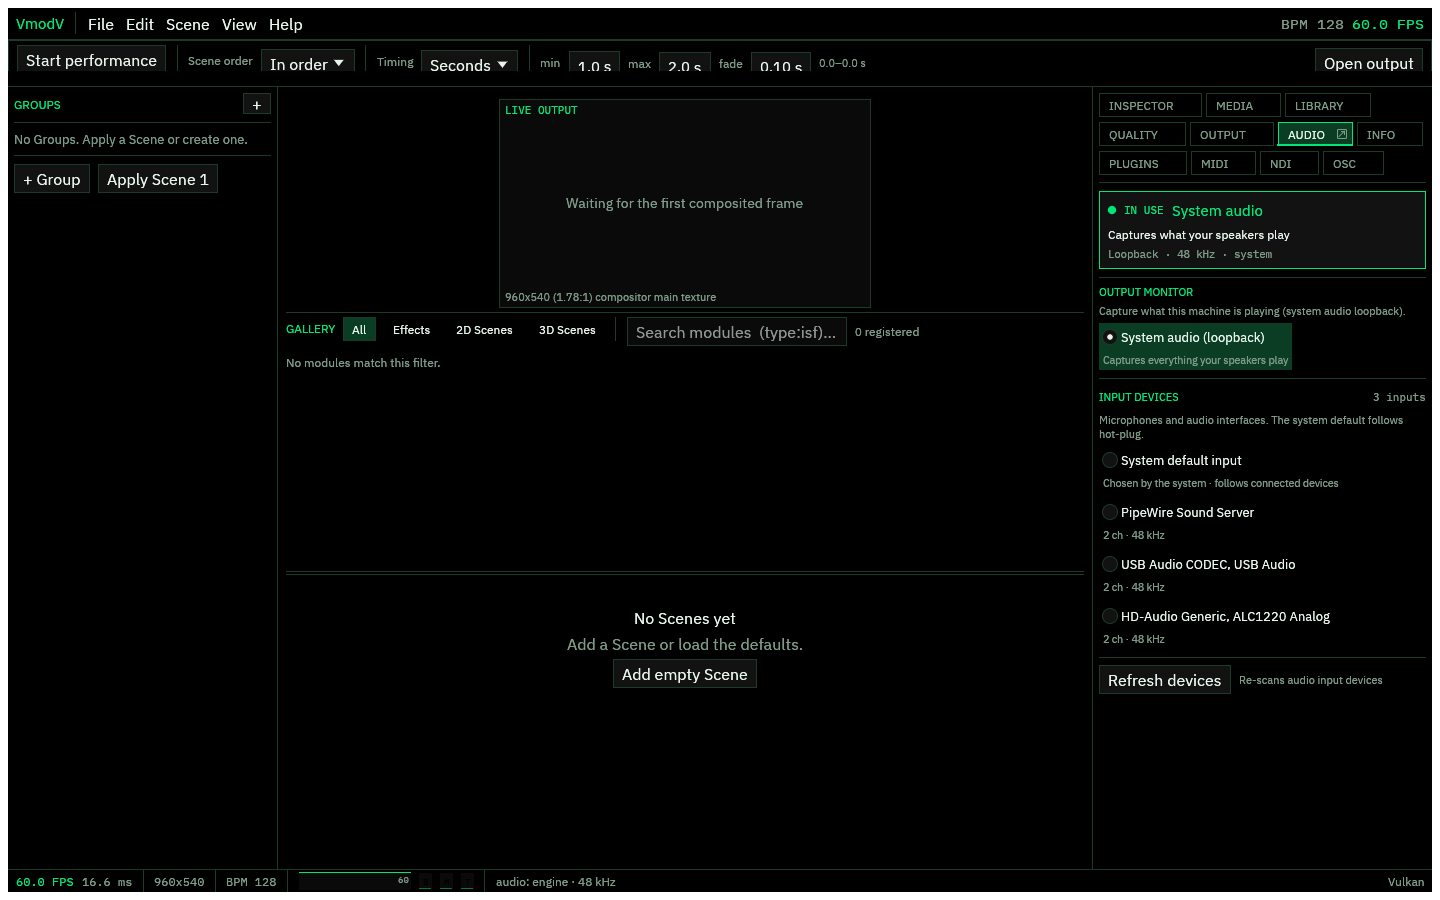 VmodV File Edit Scene View Help BPM 128 60.0 FPS
Start performance Scene order In order Timing Seconds min 1.0 s max 2.0 s fade 0.10 s 0.0–0.0 s Open output
GROUPS +
No Groups. Apply a Scene or create one.
+ Group Apply Scene 1
LIVE OUTPUT
Waiting for the first composited frame
960x540 (1.78:1) compositor main texture
GALLERY All Effects 2D Scenes 3D Scenes Search modules (type:isf)... 0 registered
No modules match this filter.
No Scenes yet
Add a Scene or load the defaults.
Add empty Scene
INSPECTOR MEDIA LIBRARY
QUALITY OUTPUT AUDIO INFO
PLUGINS MIDI NDI OSC
IN USE System audio
Captures what your speakers play
Loopback · 48 kHz · system
OUTPUT MONITOR
Capture what this machine is playing (system audio loopback).
System audio (loopback)
Captures everything your speakers play
INPUT DEVICES 3 inputs
Microphones and audio interfaces. The system default follows
hot-plug.
System default input
Chosen by the system · follows connected devices
PipeWire Sound Server
2 ch · 48 kHz
USB Audio CODEC, USB Audio
2 ch · 48 kHz
HD-Audio Generic, ALC1220 Analog
2 ch · 48 kHz
Refresh devices Re-scans audio input devices
60.0 FPS 16.6 ms 960x540 BPM 128 60 audio: engine · 48 kHz Vulkan